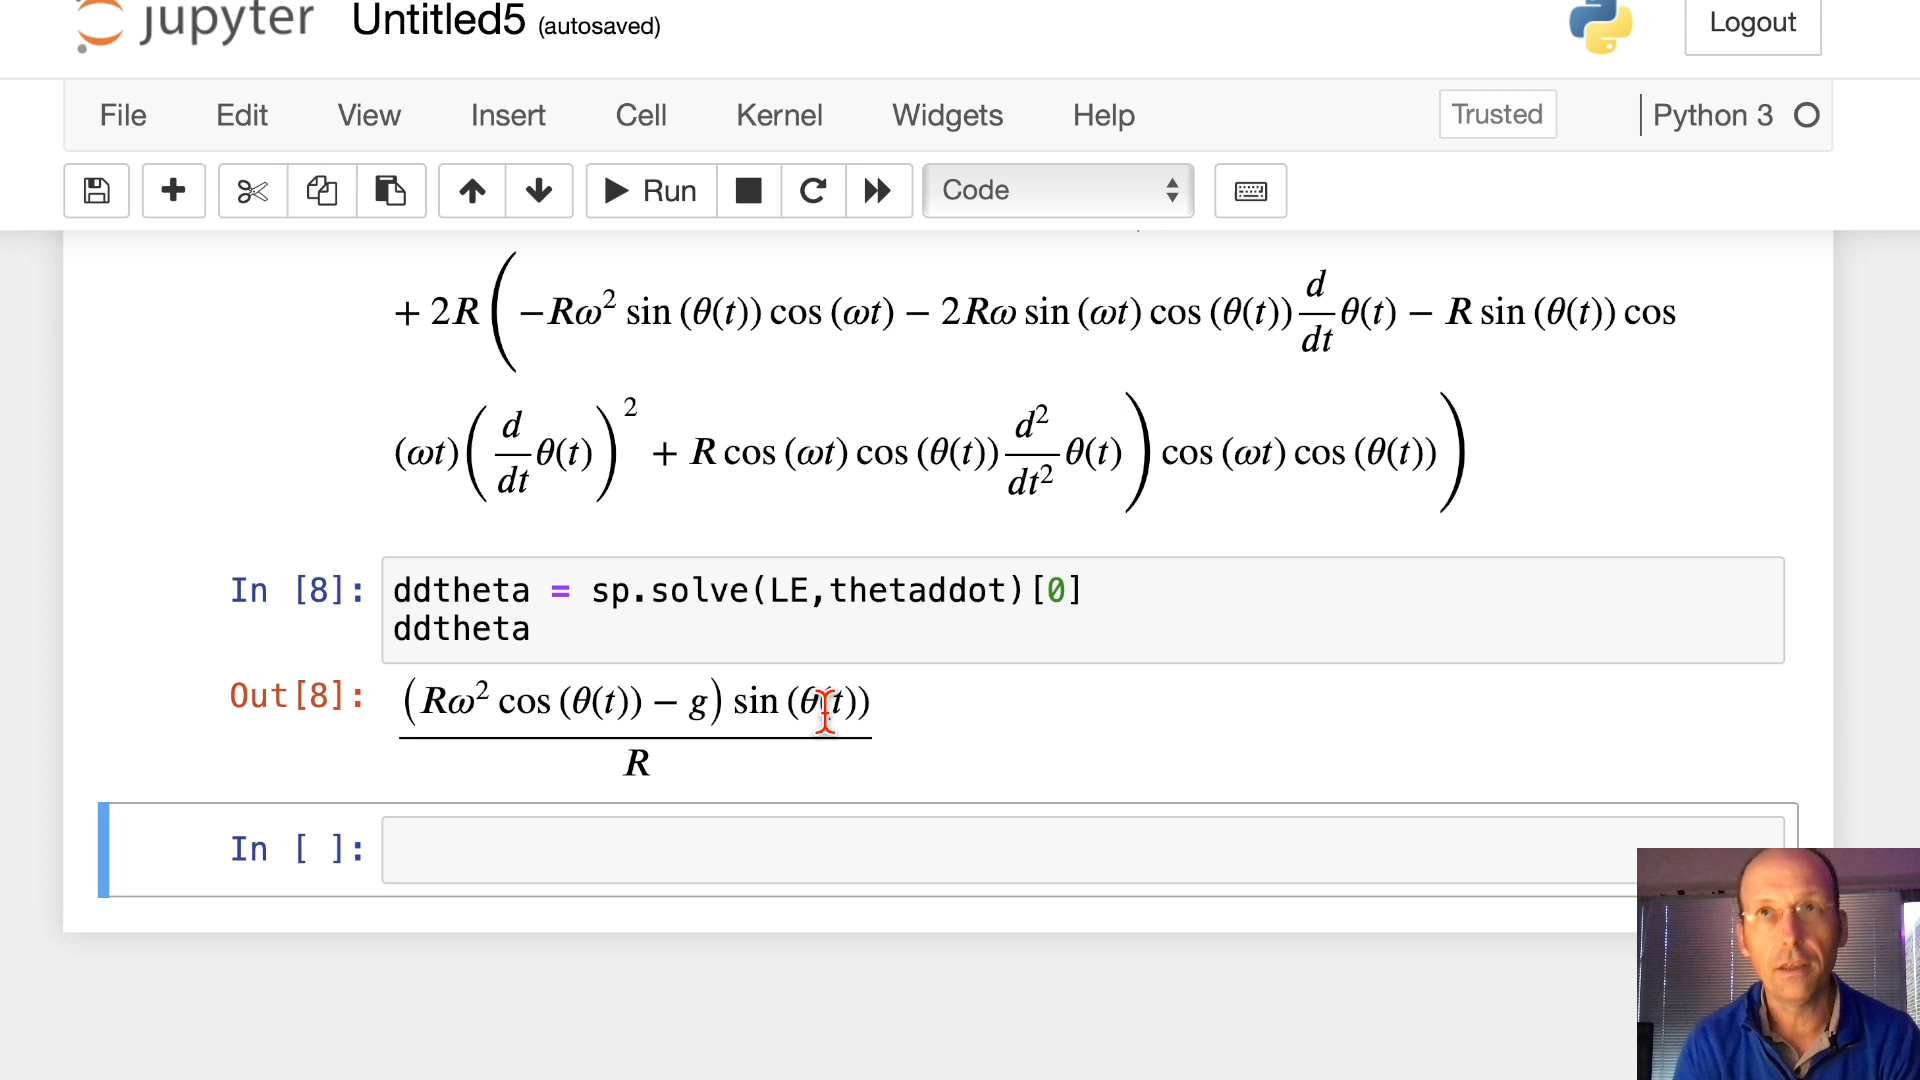 jupyter Untitled5 (autosaved) Logout
File Edit View Insert Cell Kernel Widgets Help Trusted Python 3
Run Code
+ 2R(−Rω² sin (θ(t)) cos (ωt) − 2Rω sin (ωt) cos (θ(t)) d/dt θ(t) − R sin (θ(t)) cos
(ωt)(d/dt θ(t))² + R cos (ωt) cos (θ(t)) d²/dt² θ(t)) cos (ωt) cos (θ(t)))
In [8]: ddtheta = sp.solve(LE,thetaddot)[0]
ddtheta
Out[8]: (Rω² cos (θ(t)) − g) sin (θ(t))
R
In [ ]: